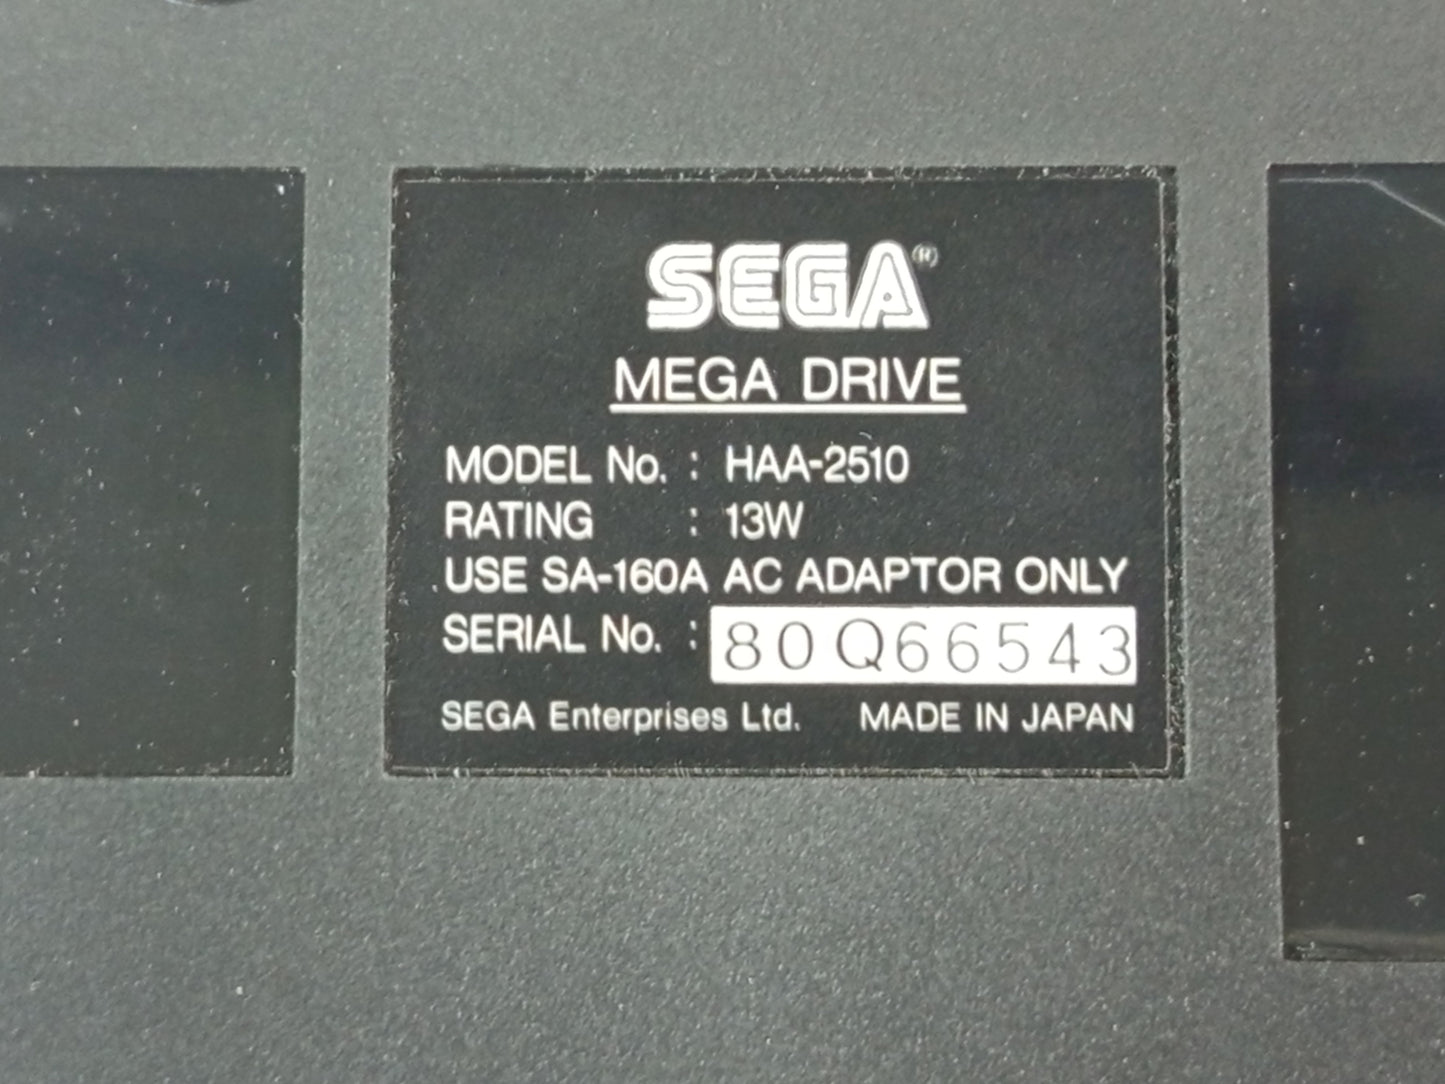 SEGA®
MEGA DRIVE
MODEL No. : HAA-2510
RATING : 13W
USE SA-160A AC ADAPTOR ONLY
SERIAL No. : 80Q66543
SEGA Enterprises Ltd. MADE IN JAPAN